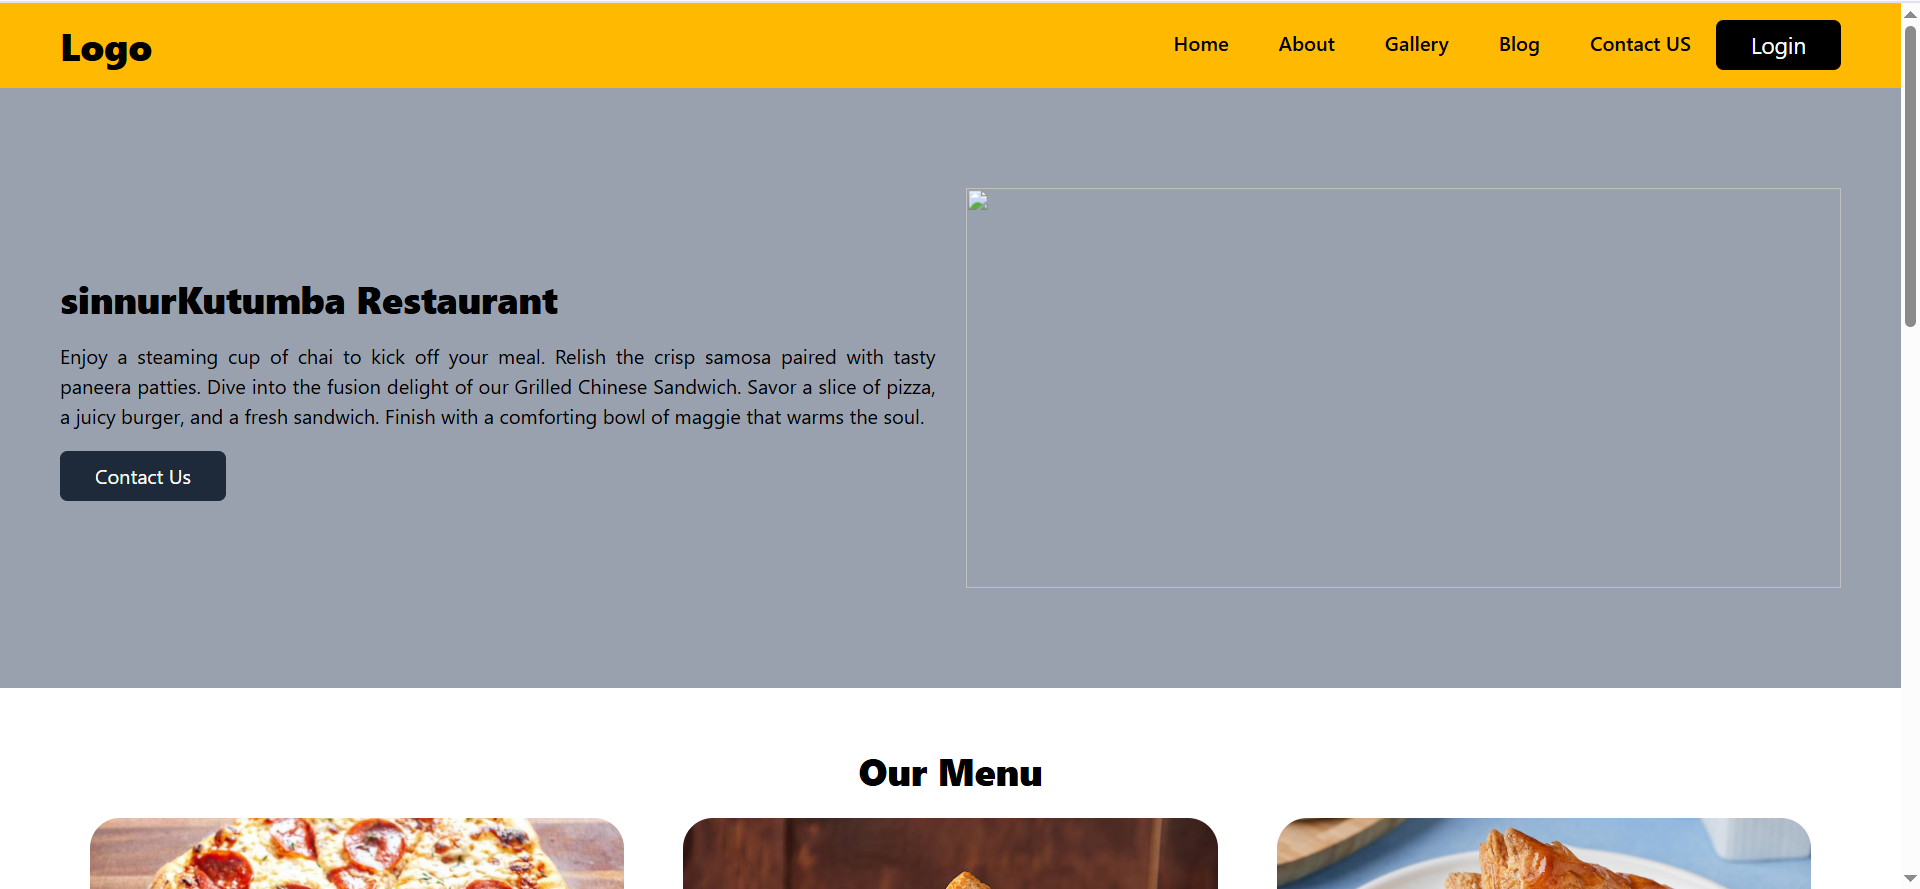 Logo
Home About Gallery Blog Contact US Login
sinnurKutumba Restaurant
Enjoy a steaming cup of chai to kick off your meal. Relish the crisp samosa paired with tasty
paneera patties. Dive into the fusion delight of our Grilled Chinese Sandwich. Savor a slice of pizza,
a juicy burger, and a fresh sandwich. Finish with a comforting bowl of maggie that warms the soul.
Contact Us
Our Menu